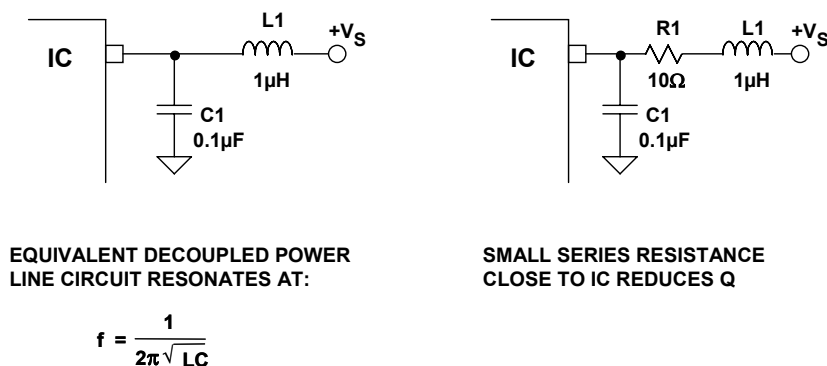 L1
+VS
IC
1µH
C1
0.1µF
R1
L1
+VS
IC
10Ω
1µH
C1
0.1µF
EQUIVALENT DECOUPLED POWER
LINE CIRCUIT RESONATES AT:
f = 1 / 2π√LC
SMALL SERIES RESISTANCE
CLOSE TO IC REDUCES Q